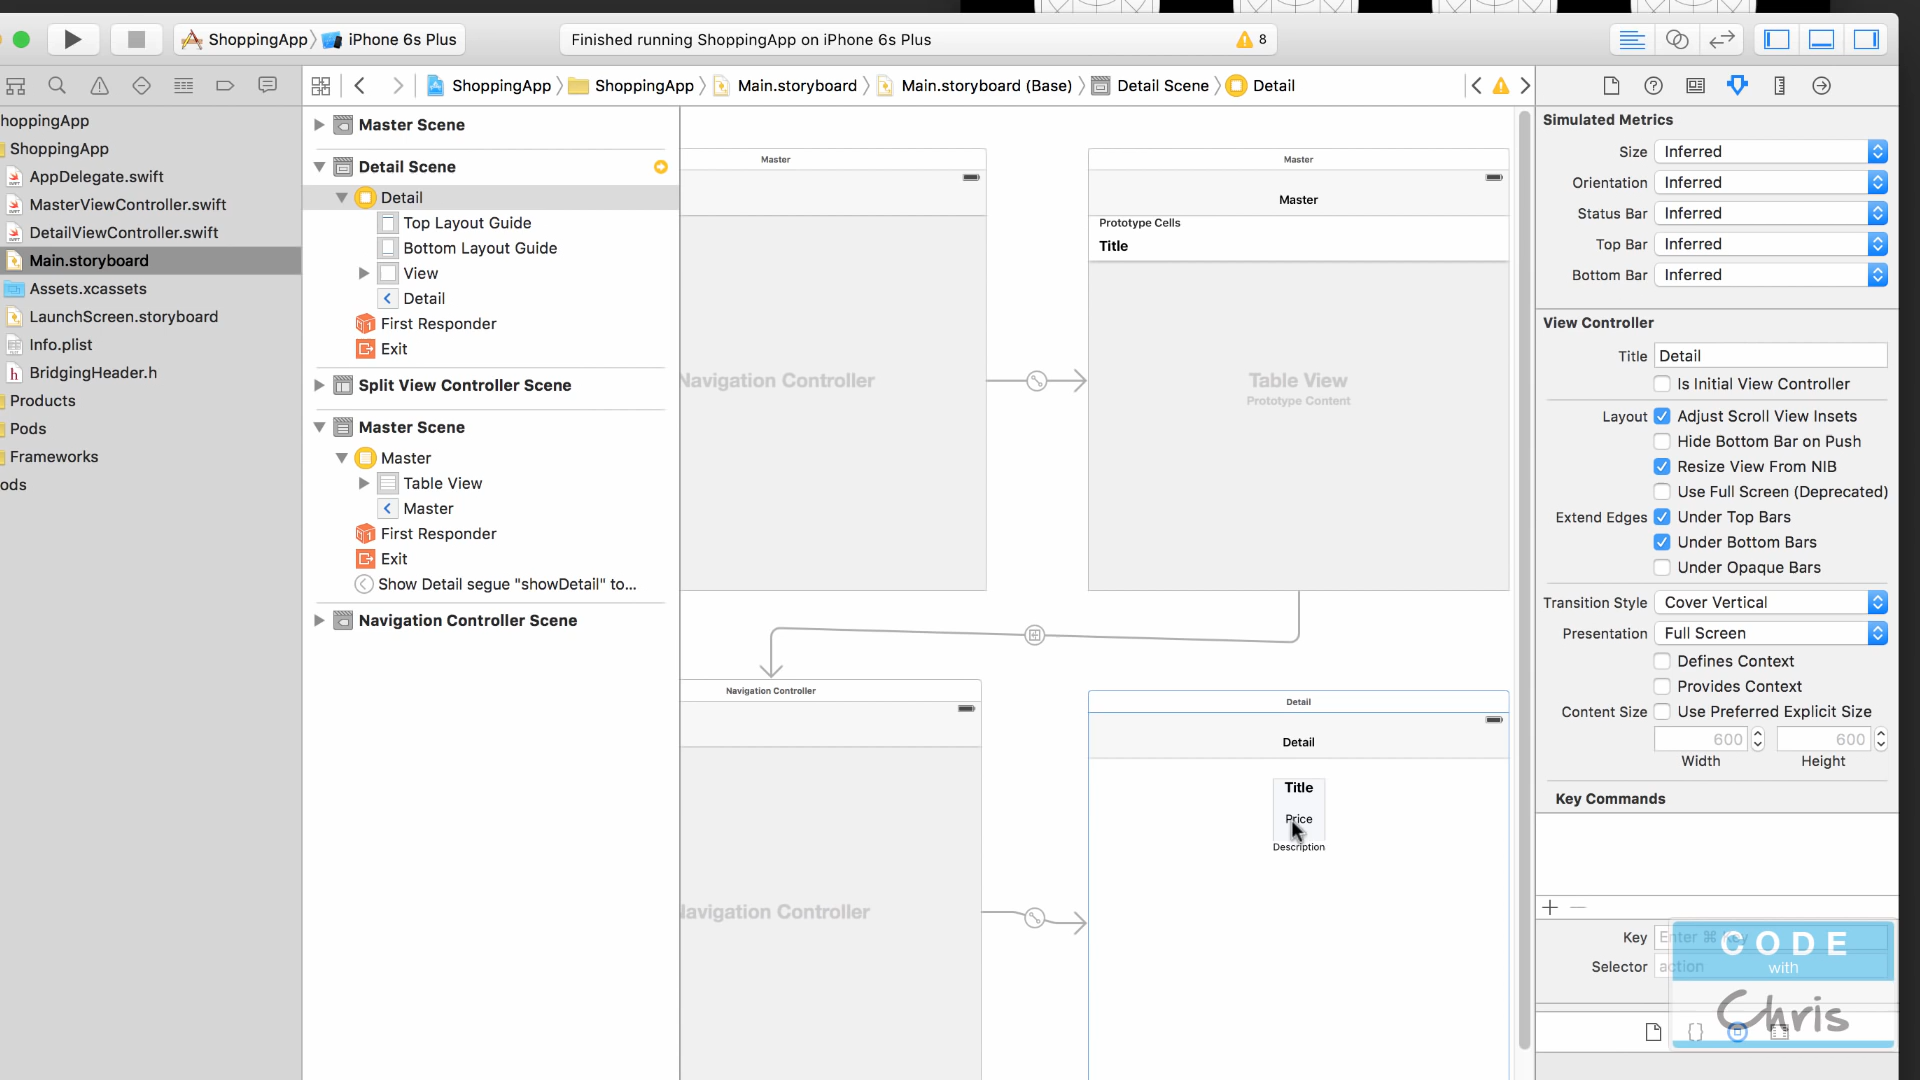 ShoppingApp
iPhone 6s Plus
Finished running ShoppingApp on iPhone 6s Plus
8
ShoppingApp
ShoppingApp
Main.storyboard
Main.storyboard (Base)
Detail Scene
Detail
hoppingApp
ShoppingApp
AppDelegate.swift
MasterViewController.swift
DetailViewController.swift
Main.storyboard
Assets.xcassets
LaunchScreen.storyboard
Info.plist
h BridgingHeader.h
Products
Pods
Frameworks
ods
Master Scene
Detail Scene
Detail
Top Layout Guide
Bottom Layout Guide
View
Detail
First Responder
Exit
Split View Controller Scene
Master Scene
Master
Table View
Master
First Responder
Exit
Show Detail segue "showDetail" to...
Navigation Controller Scene
Master
Navigation Controller
Master
Master
Prototype Cells
Title
Table View
Prototype Content
Navigation Controller
Navigation Controller
Detail
Detail
Title
Price
Description
Simulated Metrics
Size Inferred
Orientation Inferred
Status Bar Inferred
Top Bar Inferred
Bottom Bar Inferred
View Controller
Title Detail
Is Initial View Controller
Layout Adjust Scroll View Insets
Hide Bottom Bar on Push
Resize View From NIB
Use Full Screen (Deprecated)
Extend Edges Under Top Bars
Under Bottom Bars
Under Opaque Bars
Transition Style Cover Vertical
Presentation Full Screen
Defines Context
Provides Context
Content Size Use Preferred Explicit Size
600 600
Width Height
Key Commands
Key Enter ⌘ Key
Selector action
CODE
with
Chris